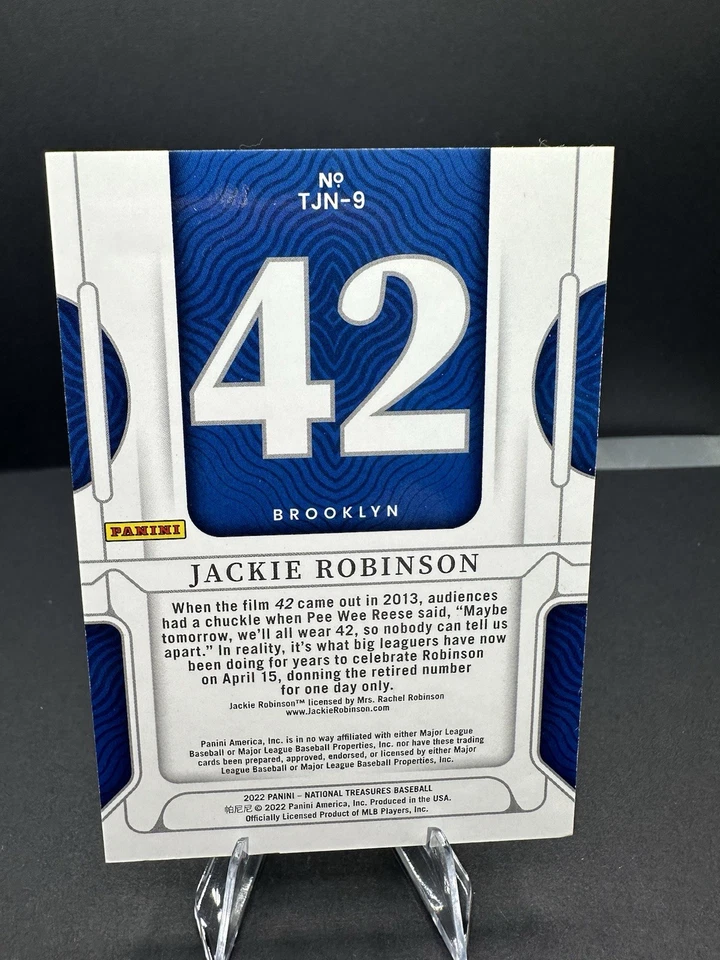 Nº
TJN-9
42
BROOKLYN
PANINI
JACKIE ROBINSON
When the film 42 came out in 2013, audiences
had a chuckle when Pee Wee Reese said, “Maybe
tomorrow, we’ll all wear 42, so nobody can tell us
apart.” In reality, it’s what big leaguers have now
been doing for years to celebrate Robinson
on April 15, donning the retired number
for one day only.
Jackie Robinson™ licensed by Mrs. Rachel Robinson
www.JackieRobinson.com
Panini America, Inc. is in no way affiliated with either Major League
Baseball or Major League Baseball Properties, Inc. nor have these trading
cards been prepared, approved, endorsed, or licensed by either Major
League Baseball or Major League Baseball Properties, Inc.
2022 PANINI – NATIONAL TREASURES BASEBALL
帕尼尼 © 2022 Panini America, Inc. Produced in the USA.
Officially Licensed Product of MLB Players, Inc.